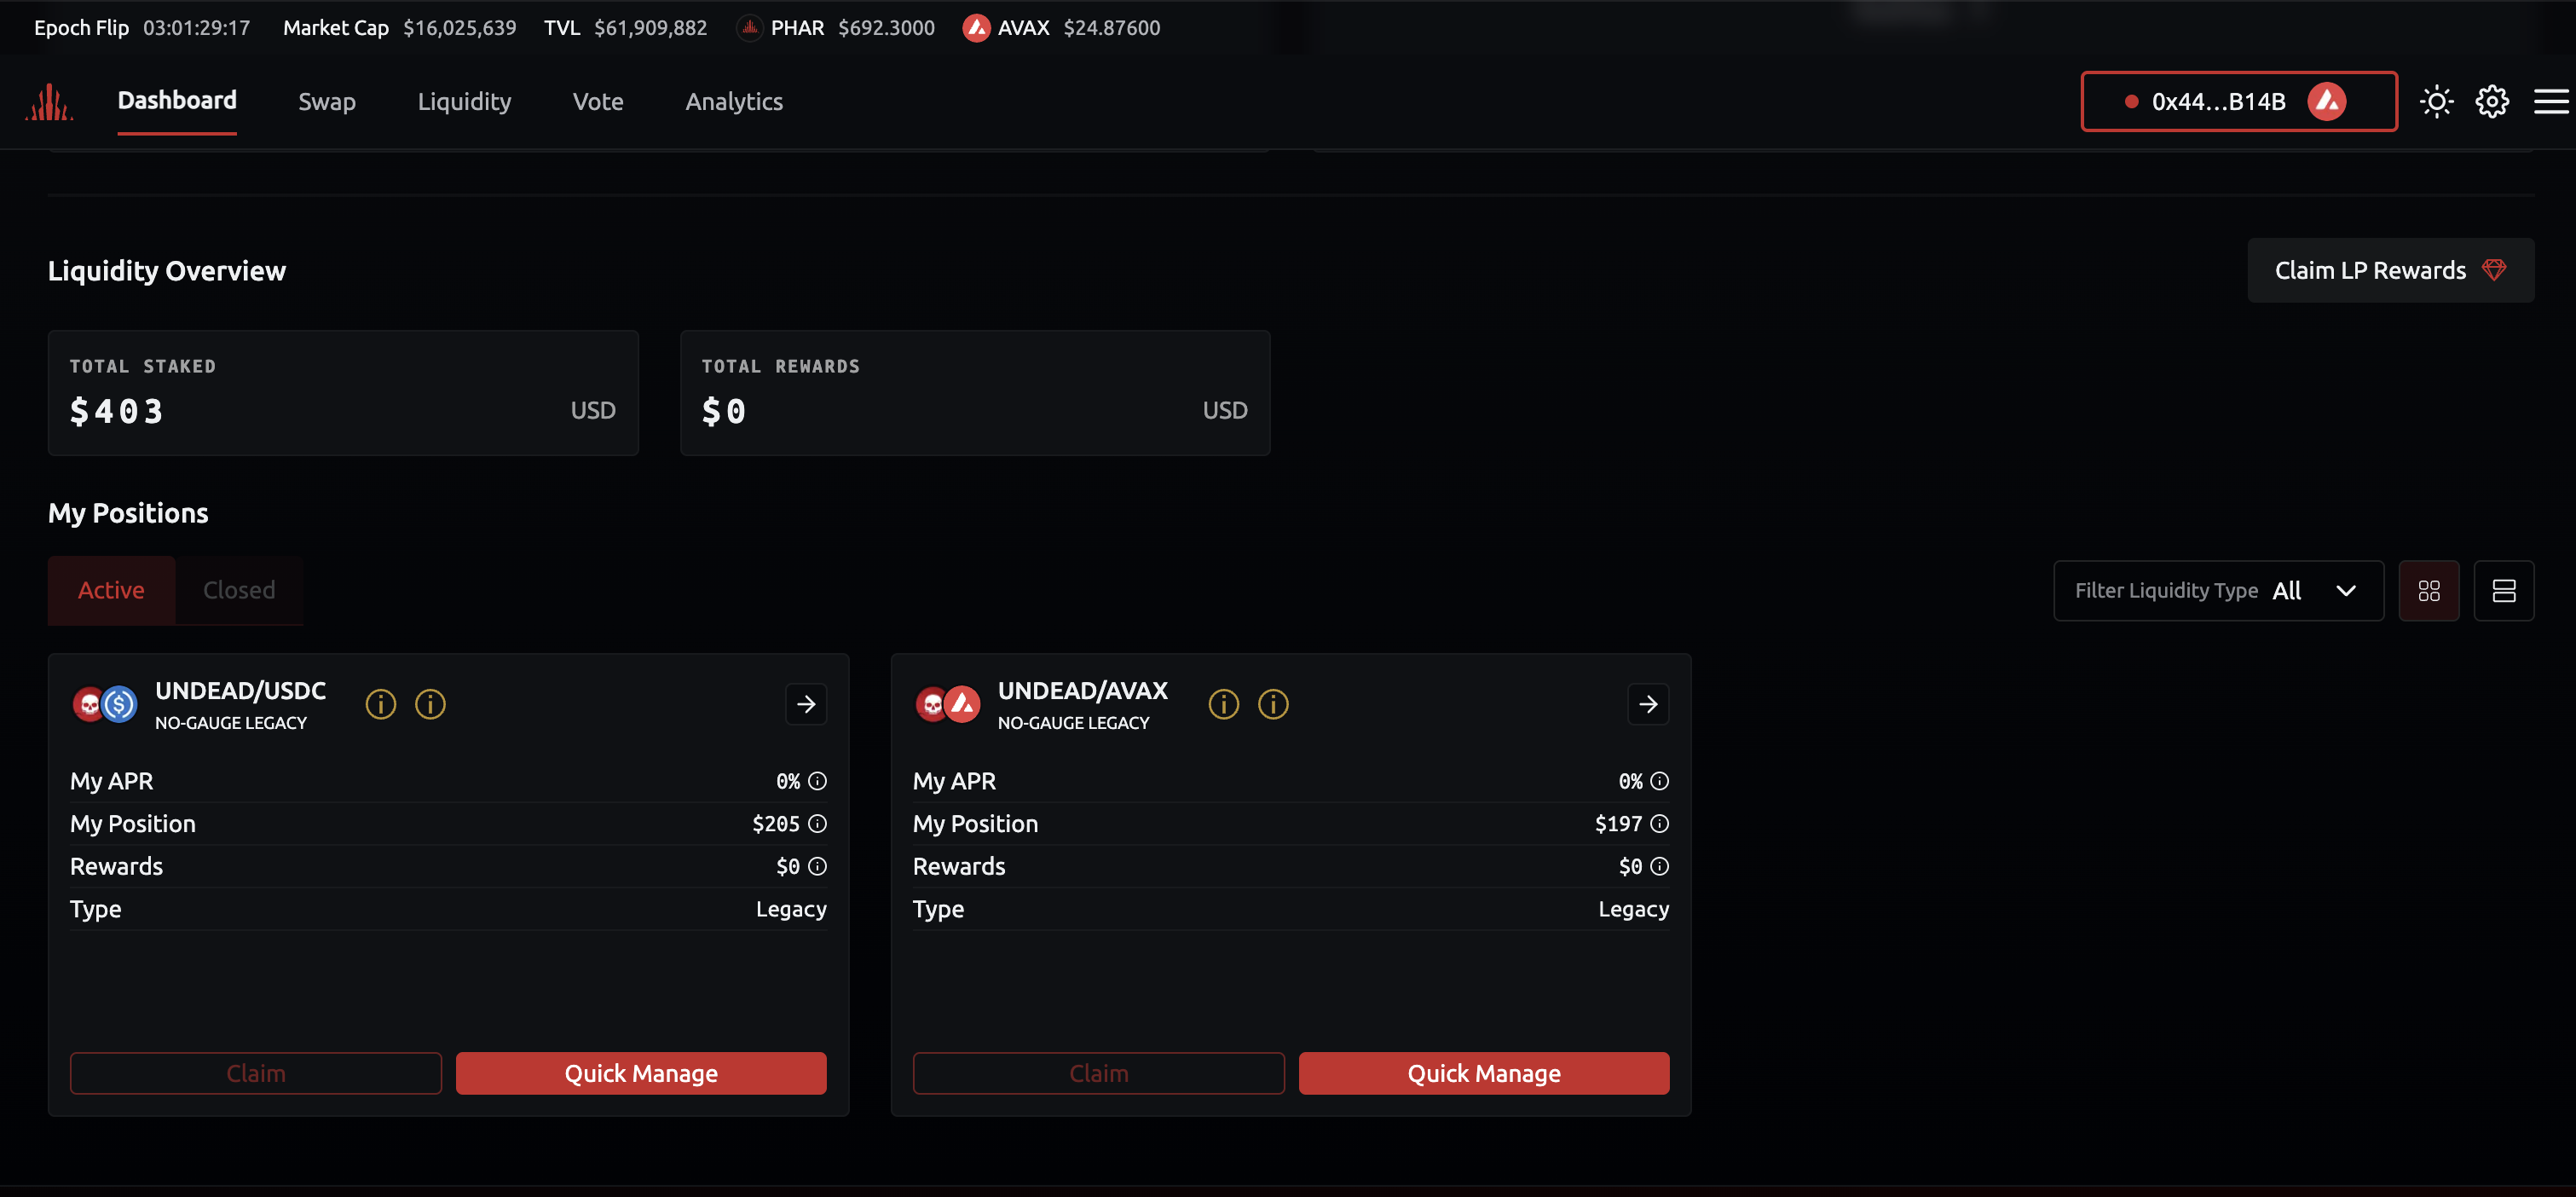 Epoch Flip 03:01:29:17 Market Cap $16,025,639 TVL $61,909,882 PHAR $692.3000 AVAX $24.87600
Dashboard Swap Liquidity Vote Analytics 0x44...B14B
Liquidity Overview Claim LP Rewards
TOTAL STAKED TOTAL REWARDS
$403 USD $0 USD
My Positions
Active Closed Filter Liquidity Type All
UNDEAD/USDC UNDEAD/AVAX
NO-GAUGE LEGACY NO-GAUGE LEGACY
My APR 0% My APR 0%
My Position $205 My Position $197
Rewards $0 Rewards $0
Type Legacy Type Legacy
Claim Quick Manage Claim Quick Manage